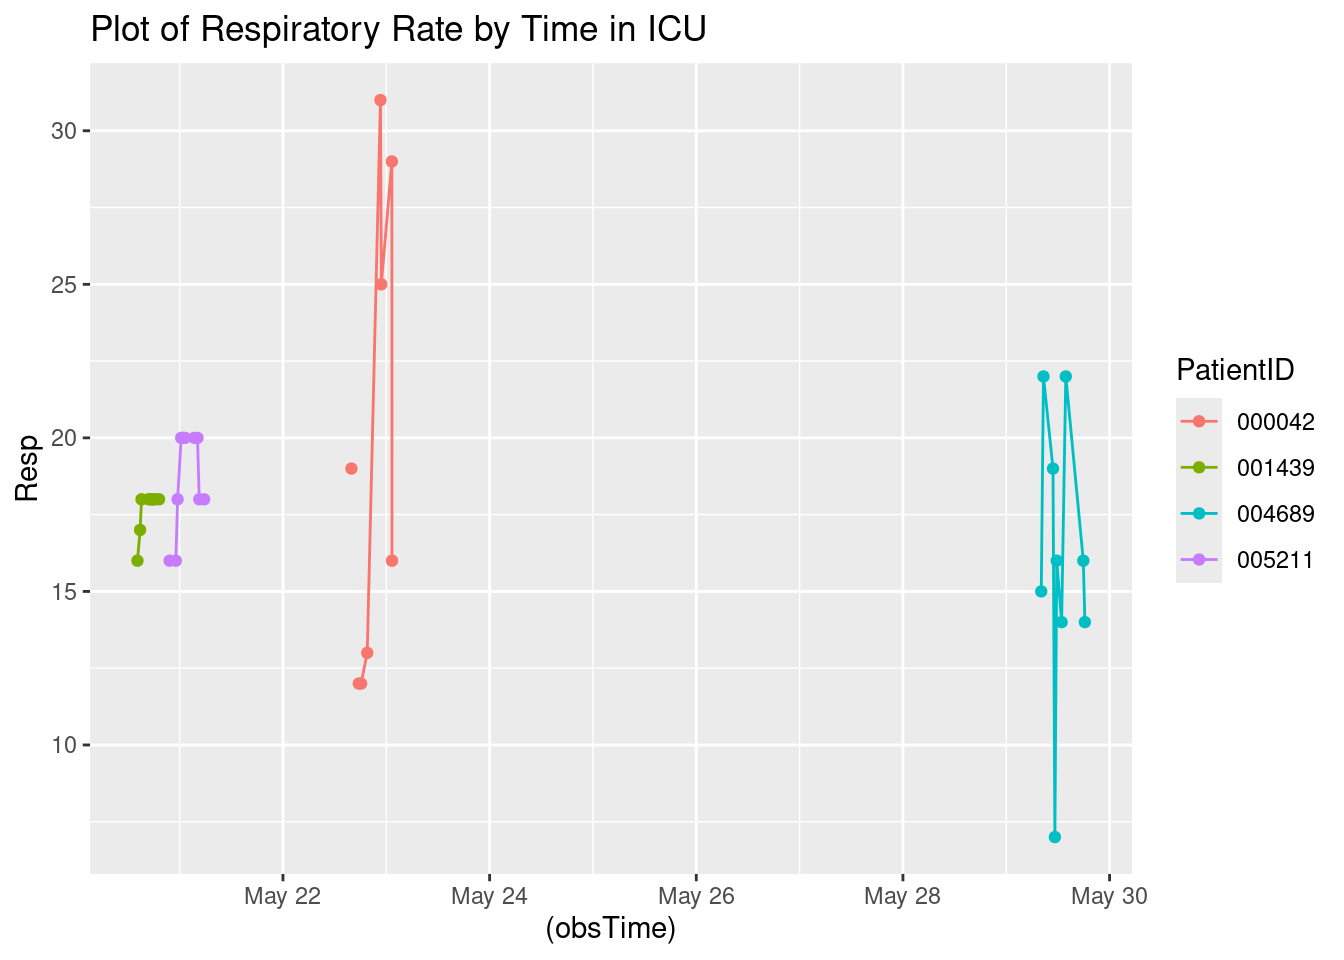 Plot of Respiratory Rate by Time in ICU
30
25
20
15
10
Resp
May 22
May 24
May 26
May 28
May 30
(obsTime)
PatientID
000042
001439
004689
005211